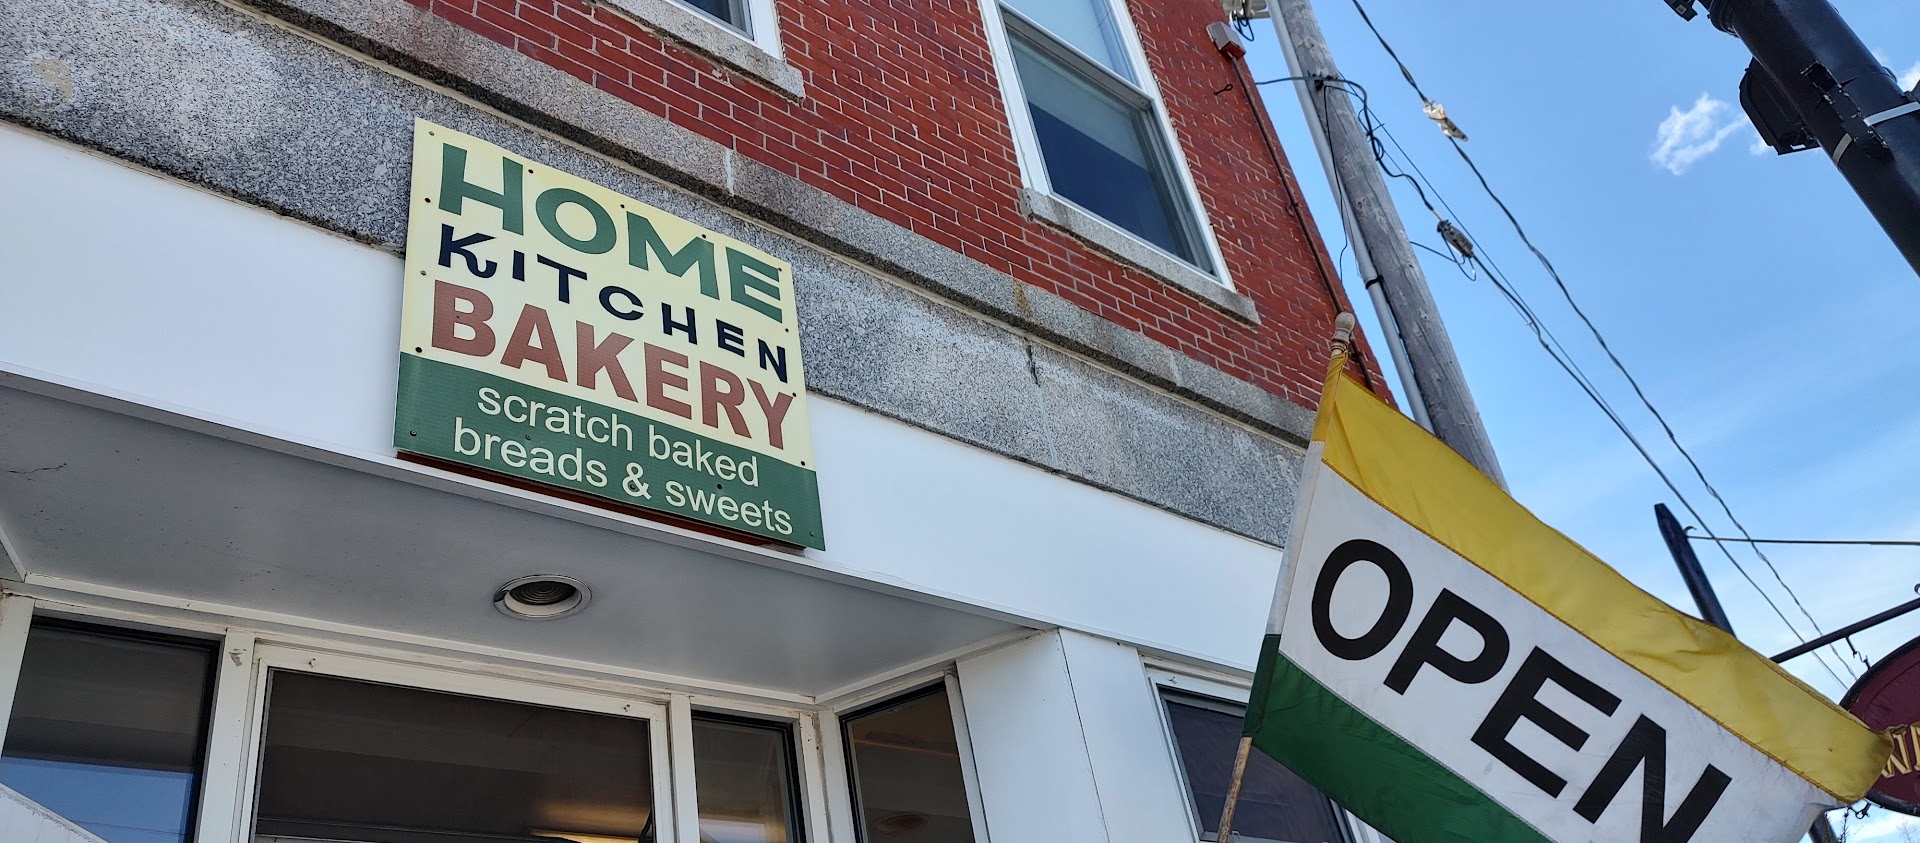 HOME
KITCHEN
BAKERY
scratch baked
breads & sweets
OPEN